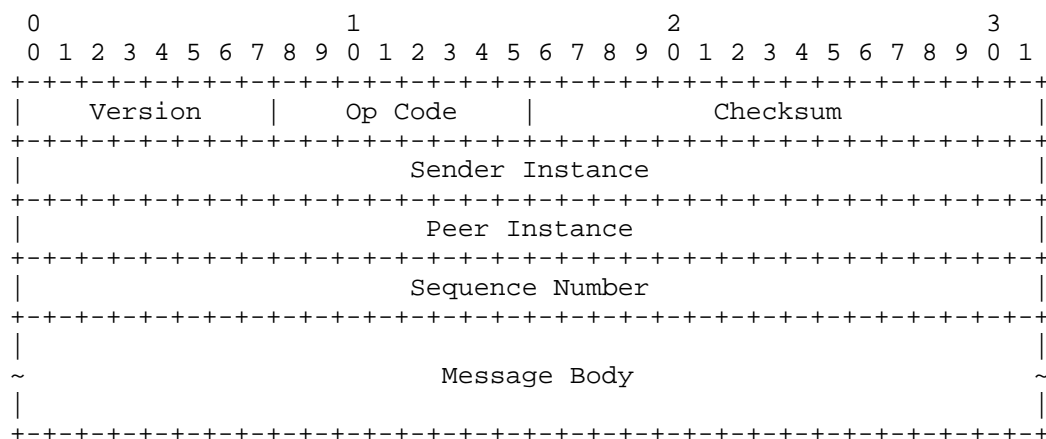 0                   1                   2                   3
 0 1 2 3 4 5 6 7 8 9 0 1 2 3 4 5 6 7 8 9 0 1 2 3 4 5 6 7 8 9 0 1
+-+-+-+-+-+-+-+-+-+-+-+-+-+-+-+-+-+-+-+-+-+-+-+-+-+-+-+-+-+-+-+-+
|    Version    |    Op Code    |           Checksum            |
+-+-+-+-+-+-+-+-+-+-+-+-+-+-+-+-+-+-+-+-+-+-+-+-+-+-+-+-+-+-+-+-+
|                        Sender Instance                        |
+-+-+-+-+-+-+-+-+-+-+-+-+-+-+-+-+-+-+-+-+-+-+-+-+-+-+-+-+-+-+-+-+
|                         Peer Instance                         |
+-+-+-+-+-+-+-+-+-+-+-+-+-+-+-+-+-+-+-+-+-+-+-+-+-+-+-+-+-+-+-+-+
|                        Sequence Number                        |
+-+-+-+-+-+-+-+-+-+-+-+-+-+-+-+-+-+-+-+-+-+-+-+-+-+-+-+-+-+-+-+-+
|                                                               |
~                          Message Body                         ~
|                                                               |
+-+-+-+-+-+-+-+-+-+-+-+-+-+-+-+-+-+-+-+-+-+-+-+-+-+-+-+-+-+-+-+-+